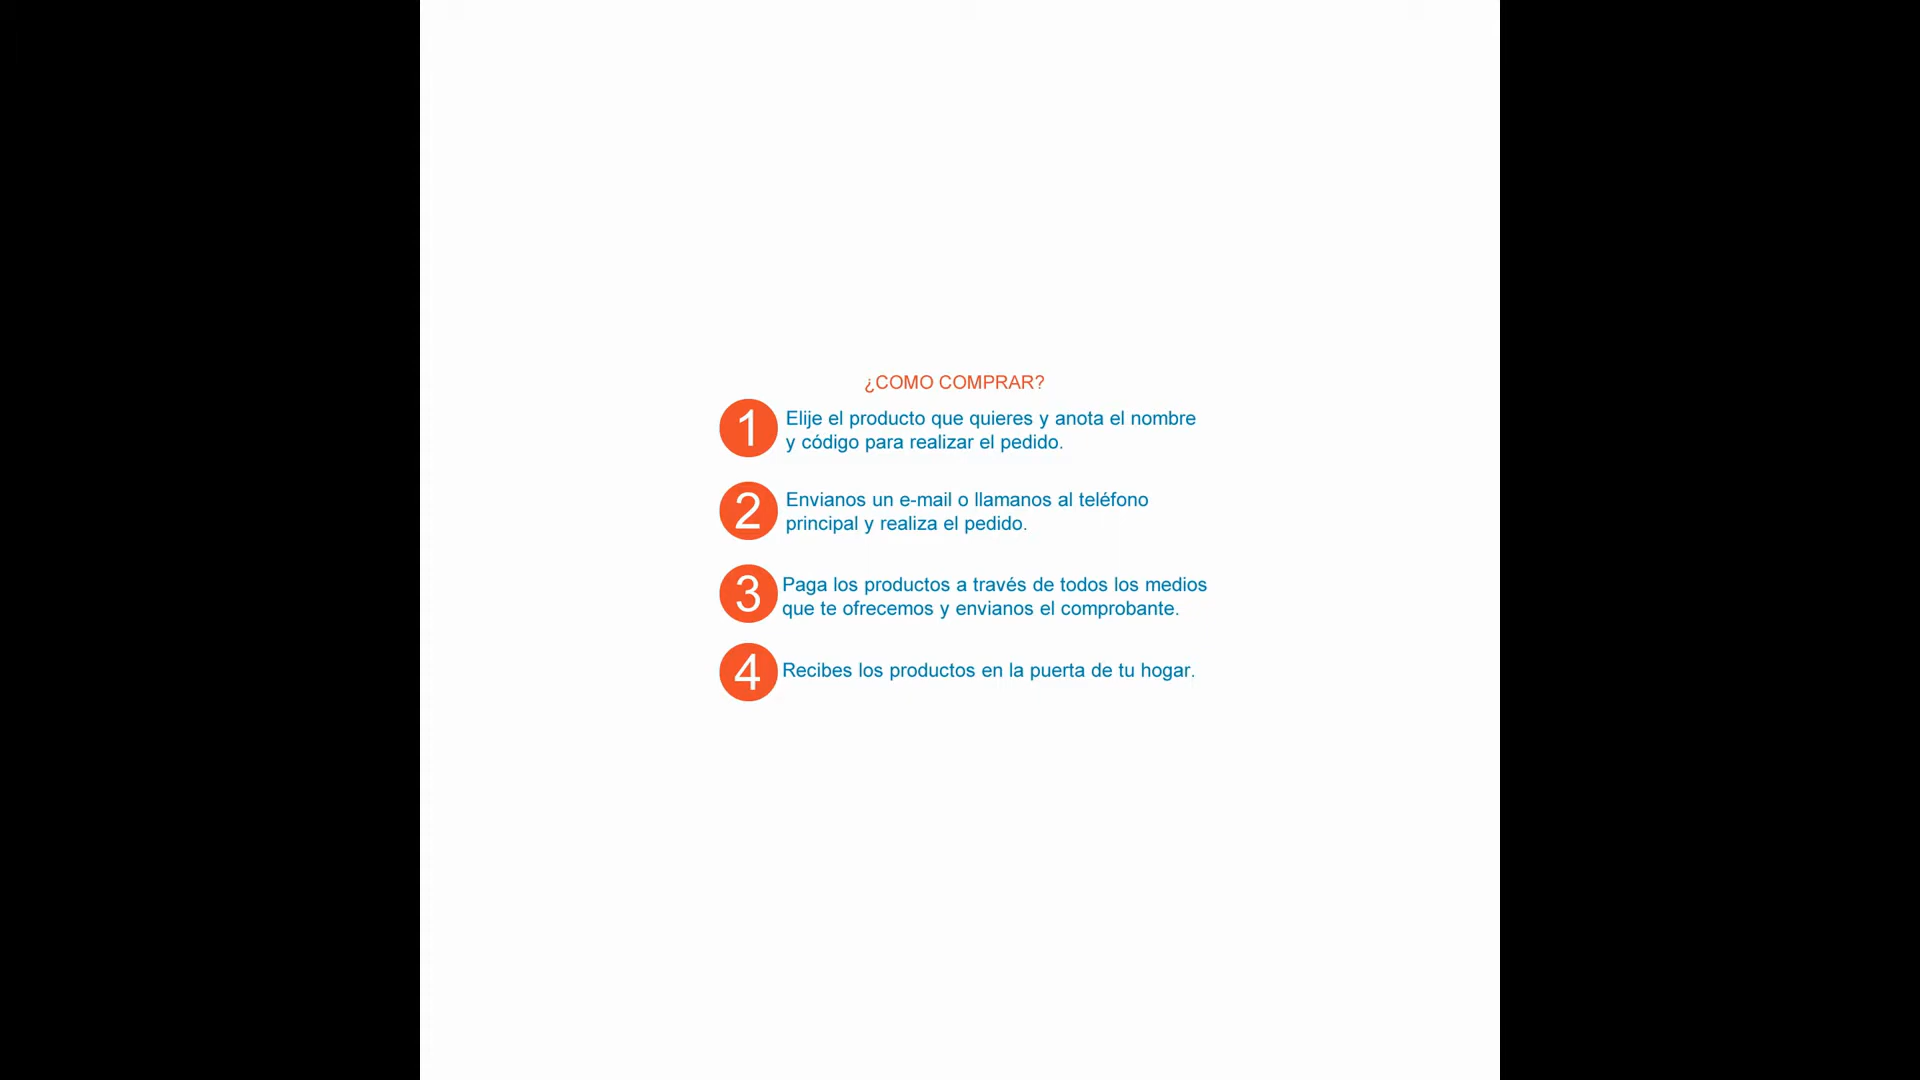 ¿COMO COMPRAR?
1 Elije el producto que quieres y anota el nombre
y código para realizar el pedido.
2 Envianos un e-mail o llamanos al teléfono
principal y realiza el pedido.
3 Paga los productos a través de todos los medios
que te ofrecemos y envianos el comprobante.
4 Recibes los productos en la puerta de tu hogar.